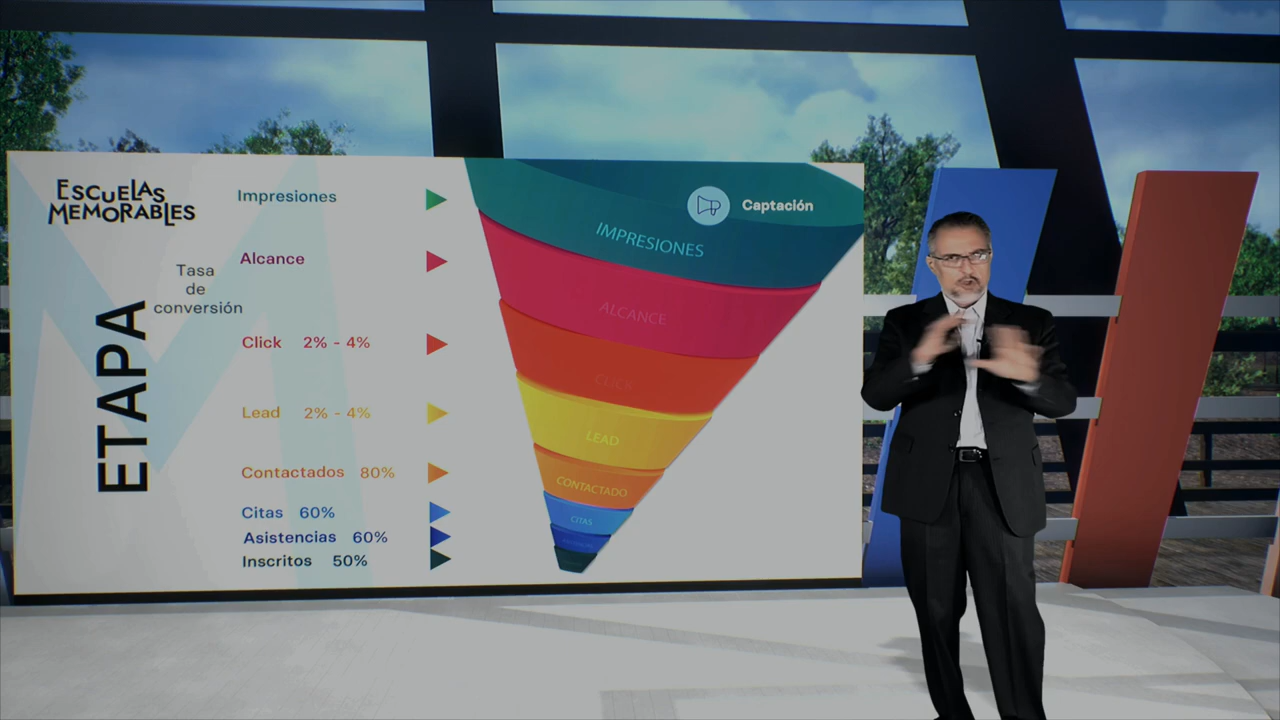 ESCUELAS
MEMORABLES
ETAPA
Tasa
de
conversión
Impresiones
Alcance
Click 2% - 4%
Lead 2% - 4%
Contactados 80%
Citas 60%
Asistencias 60%
Inscritos 50%
Captación
IMPRESIONES
ALCANCE
CLICK
LEAD
CONTACTADO
CITAS